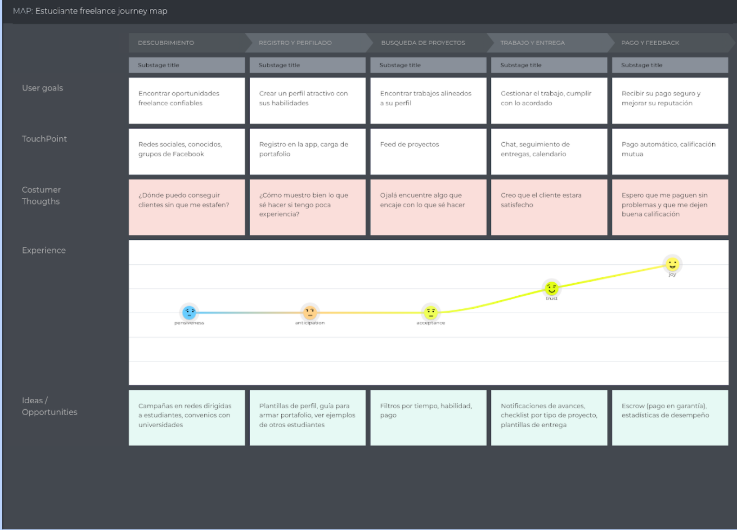 MAP: Estudiante freelance journey map
DESCUBRIMIENTO
REGISTRO Y PERFILADO
BUSQUEDA DE PROYECTOS
TRABAJO Y ENTREGA
PAGO Y FEEDBACK
Substage title
Substage title
Substage title
Substage title
Substage title
User goals
Encontrar oportunidades
freelance confiables
Crear un perfil atractivo con
sus habilidades
Encontrar trabajos alineados
a su perfil
Gestionar el trabajo, cumplir
con lo acordado
Recibir su pago seguro y
mejorar su reputación
TouchPoint
Redes sociales, conocidos,
grupos de Facebook
Registro en la app, carga de
portafolio
Feed de proyectos
Chat, seguimiento de
entregas, calendario
Pago automático, calificación
mutua
Costumer
Thougths
¿Dónde puedo conseguir
clientes sin que me estafen?
¿Cómo muestro bien lo que
sé hacer si tengo poca
experiencia?
Ojalá encuentre algo que
encaje con lo que sé hacer
Creo que el cliente estara
satisfecho
Espero que me paguen sin
problemas y que me dejen
buena calificación
Experience
pensiveness
anticipation
acceptance
trust
joy
Ideas /
Opportunities
Campañas en redes dirigidas
a estudiantes, convenios con
universidades
Plantillas de perfil, guía para
armar portafolio, ver ejemplos
de otros estudiantes
Filtros por tiempo, habilidad,
pago
Notificaciones de avances,
checklist por tipo de proyecto,
plantillas de entrega
Escrow (pago en garantía),
estadísticas de desempeño